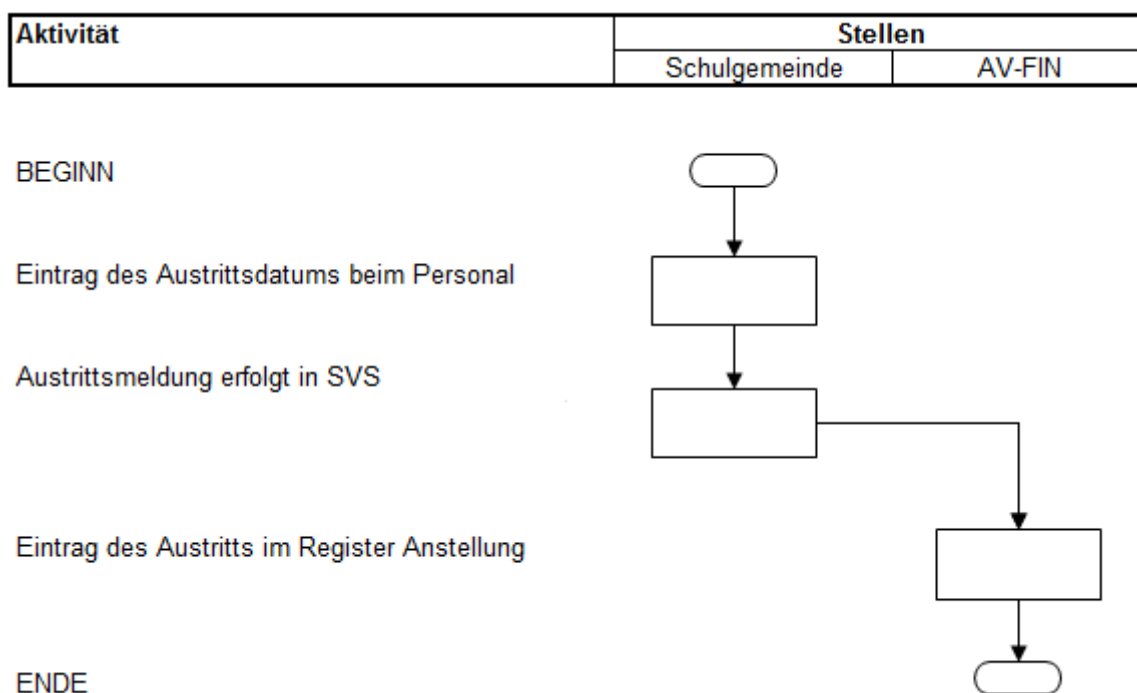 Aktivität
Stellen
Schulgemeinde
AV-FIN
BEGINN
Eintrag des Austrittsdatums beim Personal
Austrittsmeldung erfolgt in SVS
Eintrag des Austritts im Register Anstellung
ENDE